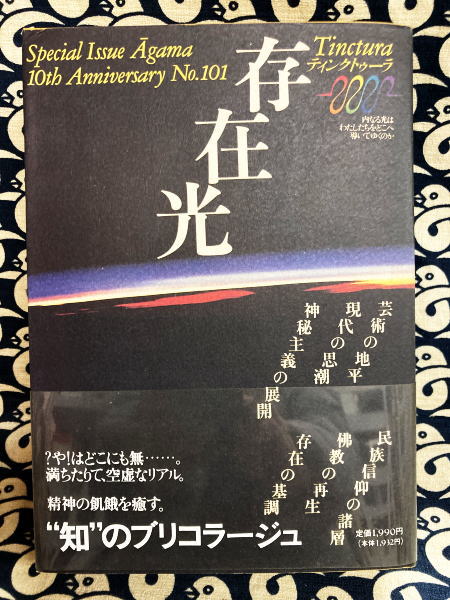 Special Issue Āgama
10th Anniversary No.101
Tinctura
ティンクトゥーラ
内なる光は
わたしたちをどこへ
導いてゆくのか
存在光
芸術の地平
現代の思潮
神秘主義の展開
民族信仰の諸層
佛教の再生
存在の基調
?や!はどこにも無……。
満ちたりて、空虚なリアル。
精神の飢餓を癒す。
“知”のブリコラージュ
定価1,990円
(本体1,932円)